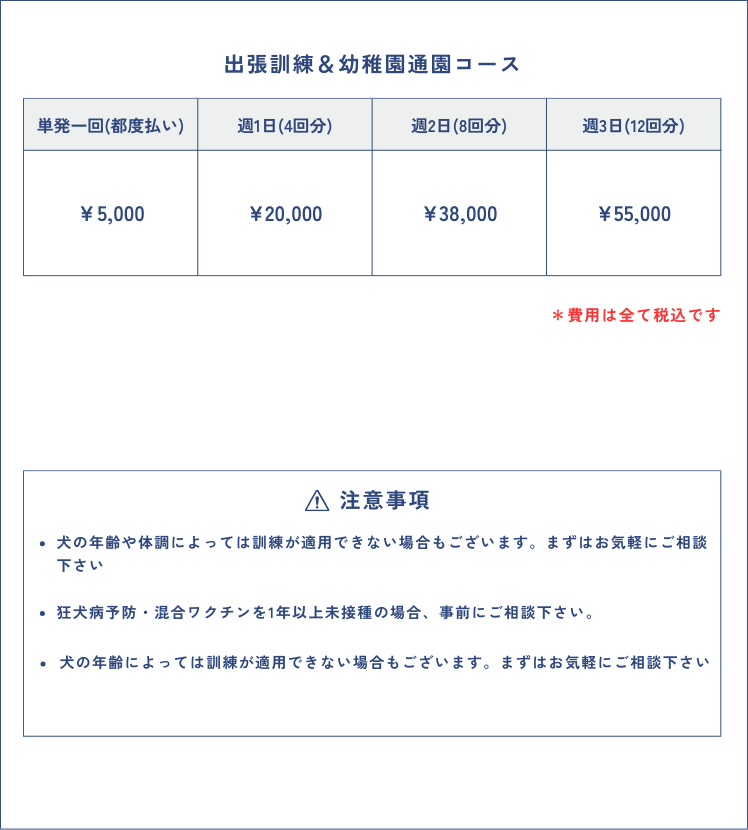 出張訓練＆幼稚園通園コース
単発一回(都度払い) 週1日(4回分) 週2日(8回分) 週3日(12回分)
￥5,000 ￥20,000 ￥38,000 ￥55,000
＊費用は全て税込です
注意事項
• 犬の年齢や体調によっては訓練が適用できない場合もございます。まずはお気軽にご相談
下さい
• 狂犬病予防・混合ワクチンを1年以上未接種の場合、事前にご相談下さい。
• 犬の年齢によっては訓練が適用できない場合もございます。まずはお気軽にご相談下さい